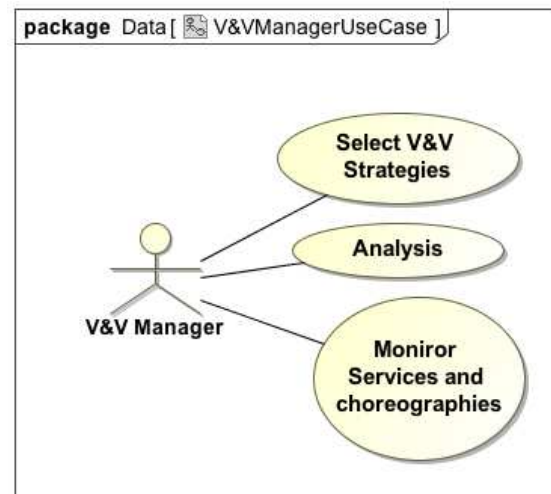 package Data [ V&VManagerUseCase ]
Select V&V
Strategies
Analysis
V&V Manager
Moniror
Services and
choreographies